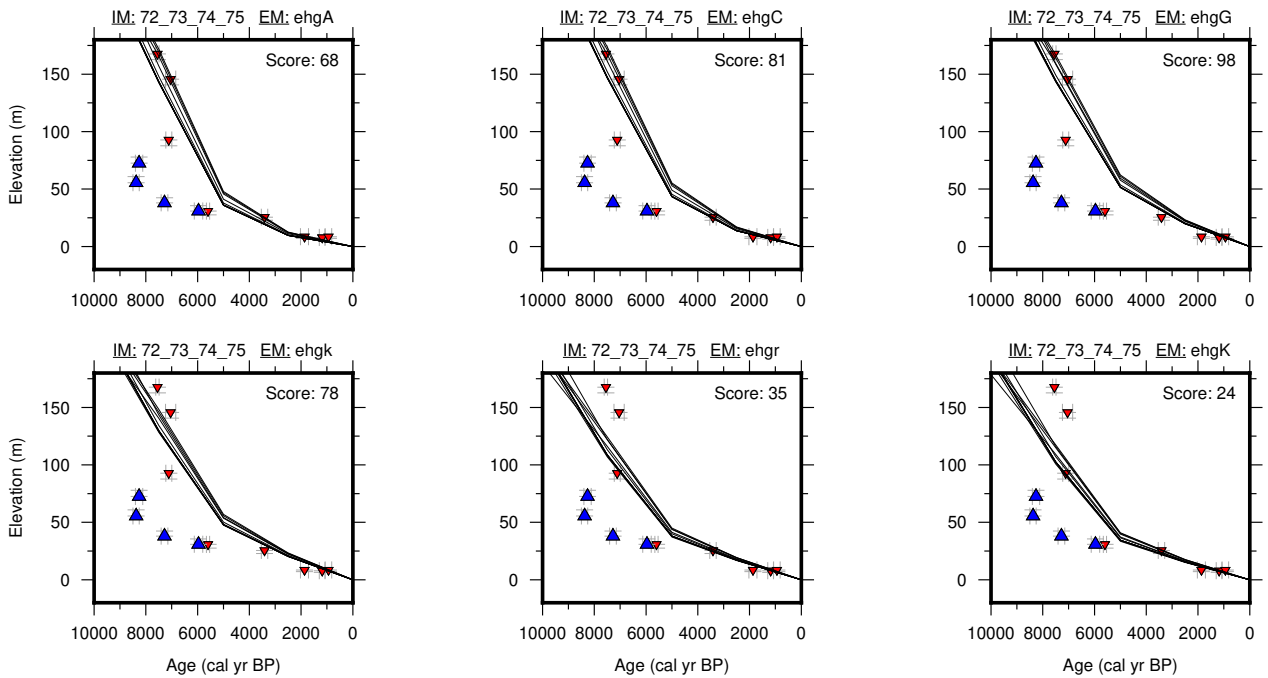 IM: 72_73_74_75 EM: ehgA
IM: 72_73_74_75 EM: ehgC
IM: 72_73_74_75 EM: ehgG
Score: 68
Score: 81
Score: 98
Elevation (m)
150
100
50
0
150
100
50
0
150
100
50
0
10000 8000 6000 4000 2000 0
10000 8000 6000 4000 2000 0
10000 8000 6000 4000 2000 0
IM: 72_73_74_75 EM: ehgk
IM: 72_73_74_75 EM: ehgr
IM: 72_73_74_75 EM: ehgK
Score: 78
Score: 35
Score: 24
Elevation (m)
150
100
50
0
150
100
50
0
150
100
50
0
10000 8000 6000 4000 2000 0
10000 8000 6000 4000 2000 0
10000 8000 6000 4000 2000 0
Age (cal yr BP)
Age (cal yr BP)
Age (cal yr BP)